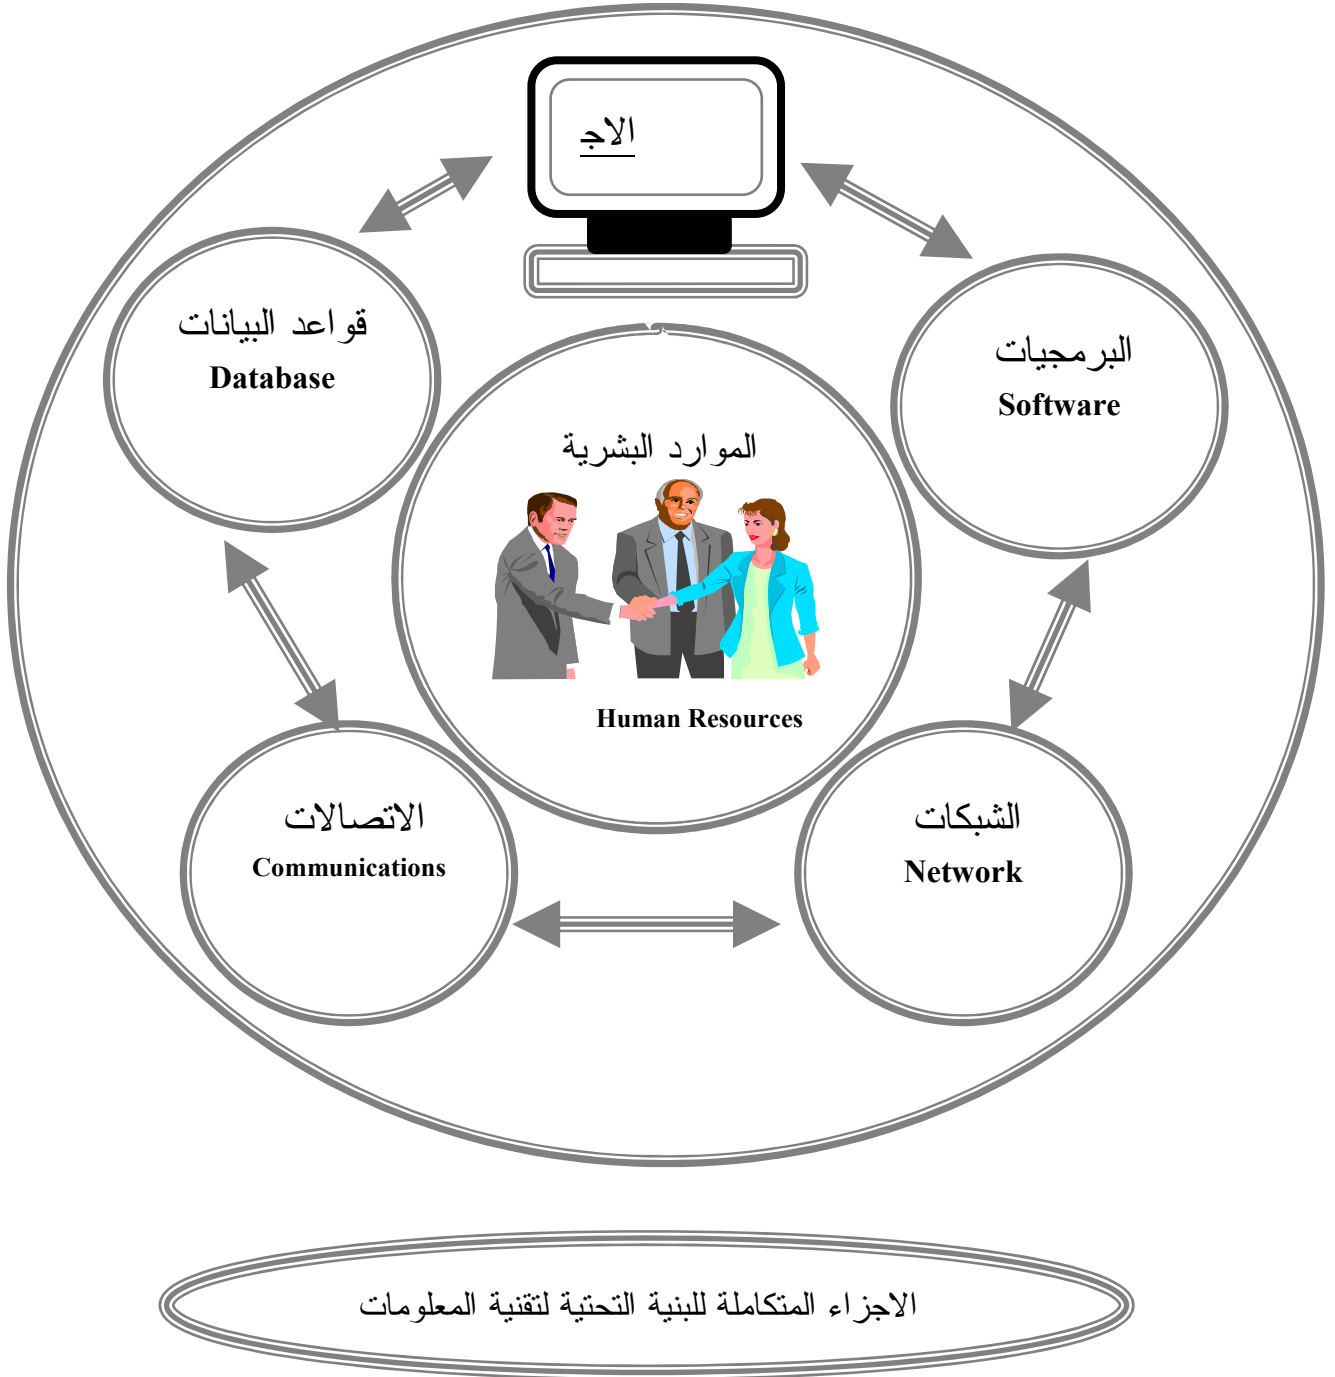 الاجـ
قواعد البيانات
Database
البرمجيات
Software
الموارد البشرية
Human Resources
الاتصالات
Communications
الشبكات
Network
الاجزاء المتكاملة للبنية التحتية لتقنية المعلومات